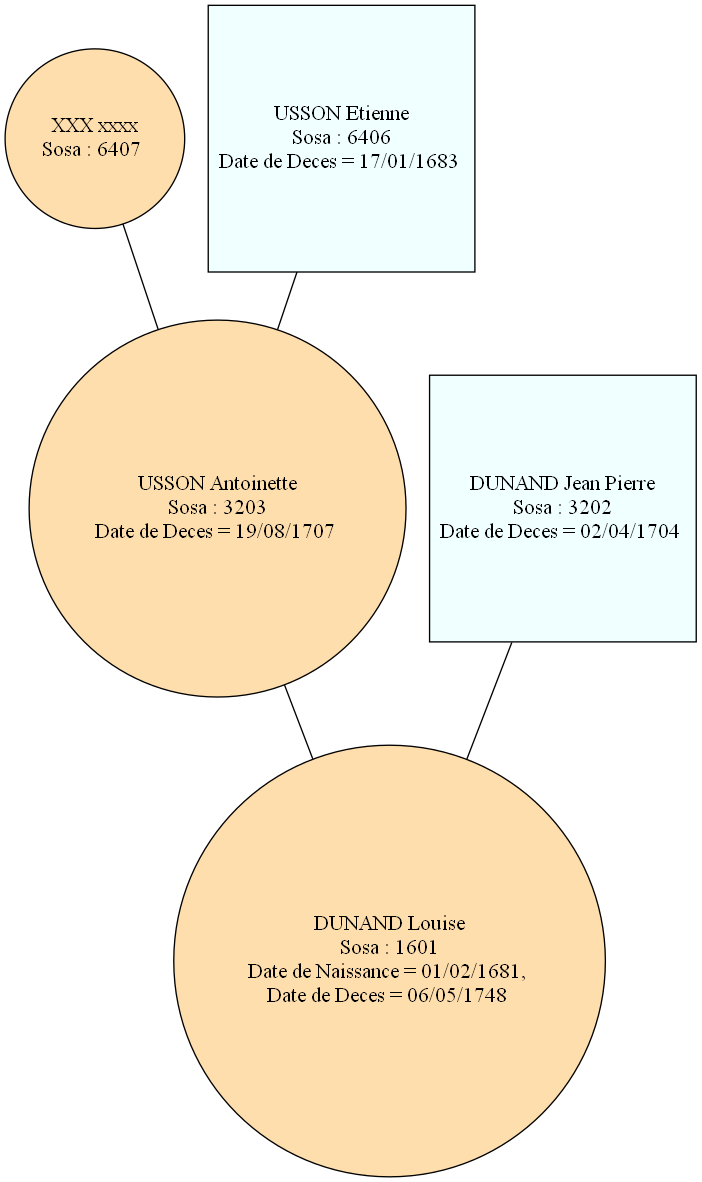 XXX xxxx
Sosa : 6407
USSON Etienne
Sosa : 6406
Date de Deces = 17/01/1683
USSON Antoinette
Sosa : 3203
Date de Deces = 19/08/1707
DUNAND Jean Pierre
Sosa : 3202
Date de Deces = 02/04/1704
DUNAND Louise
Sosa : 1601
Date de Naissance = 01/02/1681,
Date de Deces = 06/05/1748